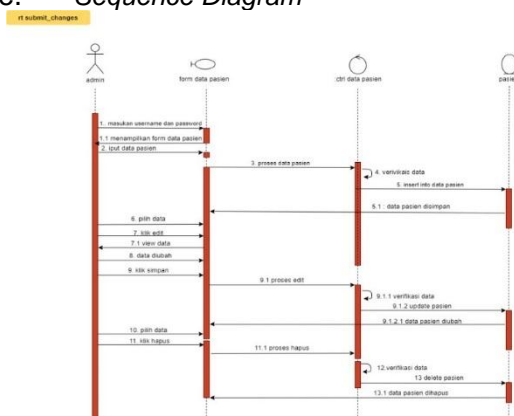 Sequence Diagram
rt submit_changes
admin
form data pasien
ctrl data pasien
pasien
1. masukan username dan password
1.1 menampilkan form data pasien
2. iput data pasien
3. proses data pasien
4. verivikasi data
5. insert into data pasien
5.1 : data pasien disimpan
6. pilih data
7. klik edit
7.1 view data
8. data diubah
9. klik simpan
9.1 proses edit
9.1.1 verifikasi data
9.1.2 update pasien
9.1.2.1 data pasien diubah
10. pilih data
11. klik hapus
11.1 proses hapus
12.verifikasi data
13 delete pasien
13.1 data pasien dihapus